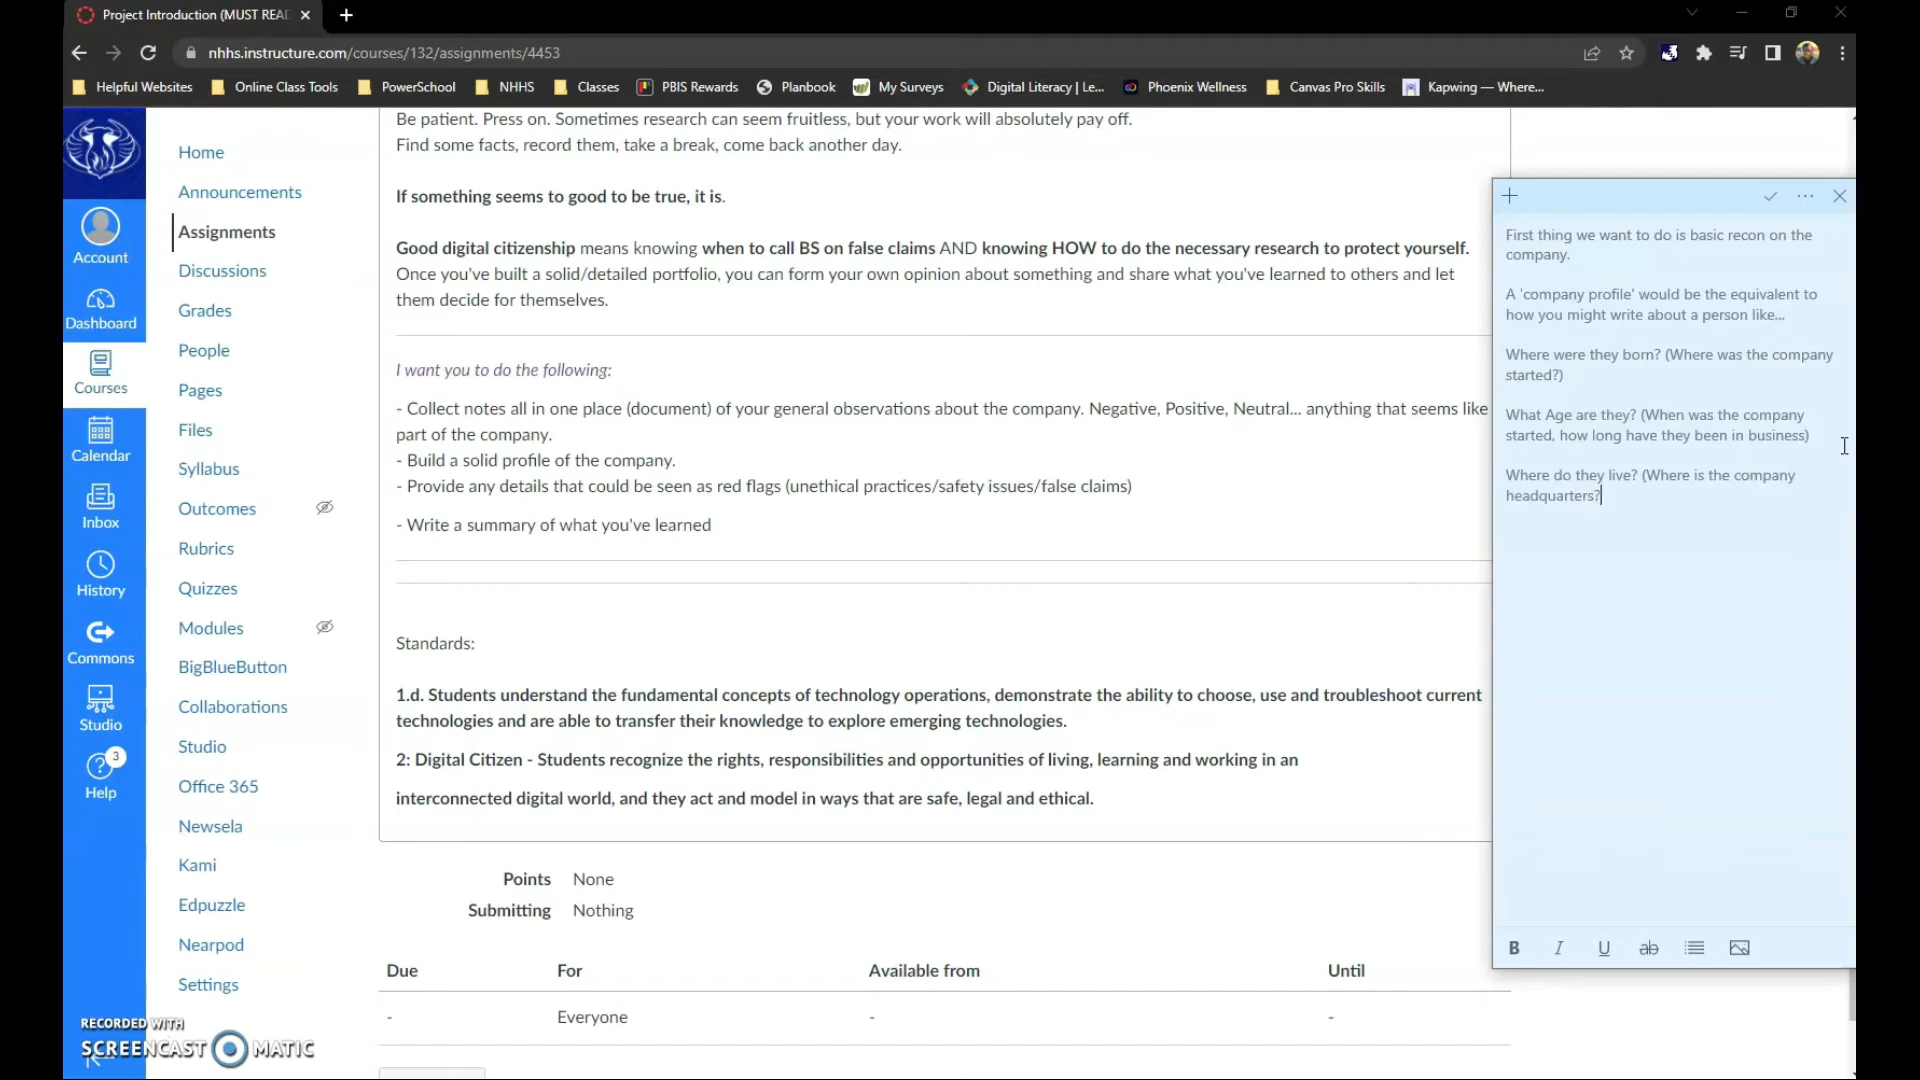 Project Introduction (MUST REA
nhhs.instructure.com/courses/132/assignments/4453
Helpful Websites
Online Class Tools
PowerSchool
NHHS
Classes
PBIS Rewards
Planbook
My Surveys
Digital Literacy | Le...
Phoenix Wellness
Canvas Pro Skills
Kapwing — Where...
Account
Dashboard
Courses
Calendar
Inbox
History
Commons
Studio
3
Help
Home
Announcements
Assignments
Discussions
Grades
People
Pages
Files
Syllabus
Outcomes
Rubrics
Quizzes
Modules
BigBlueButton
Collaborations
Studio
Office 365
Newsela
Kami
Edpuzzle
Nearpod
Settings
Be patient. Press on. Sometimes research can seem fruitless, but your work will absolutely pay off.
Find some facts, record them, take a break, come back another day.
If something seems to good to be true, it is.
Good digital citizenship means knowing when to call BS on false claims AND knowing HOW to do the necessary research to protect yourself.
Once you've built a solid/detailed portfolio, you can form your own opinion about something and share what you've learned to others and let
them decide for themselves.
I want you to do the following:
- Collect notes all in one place (document) of your general observations about the company. Negative, Positive, Neutral... anything that seems like
part of the company.
- Build a solid profile of the company.
- Provide any details that could be seen as red flags (unethical practices/safety issues/false claims)
- Write a summary of what you've learned
Standards:
1.d. Students understand the fundamental concepts of technology operations, demonstrate the ability to choose, use and troubleshoot current
technologies and are able to transfer their knowledge to explore emerging technologies.
2: Digital Citizen - Students recognize the rights, responsibilities and opportunities of living, learning and working in an
interconnected digital world, and they act and model in ways that are safe, legal and ethical.
Points None
Submitting Nothing
Due For Available from Until
- Everyone - -
First thing we want to do is basic recon on the
company.
A 'company profile' would be the equivalent to
how you might write about a person like...
Where were they born? (Where was the company
started?)
What Age are they? (When was the company
started, how long have they been in business)
Where do they live? (Where is the company
headquarters?
B I U ab
RECORDED WITH
SCREENCAST MATIC